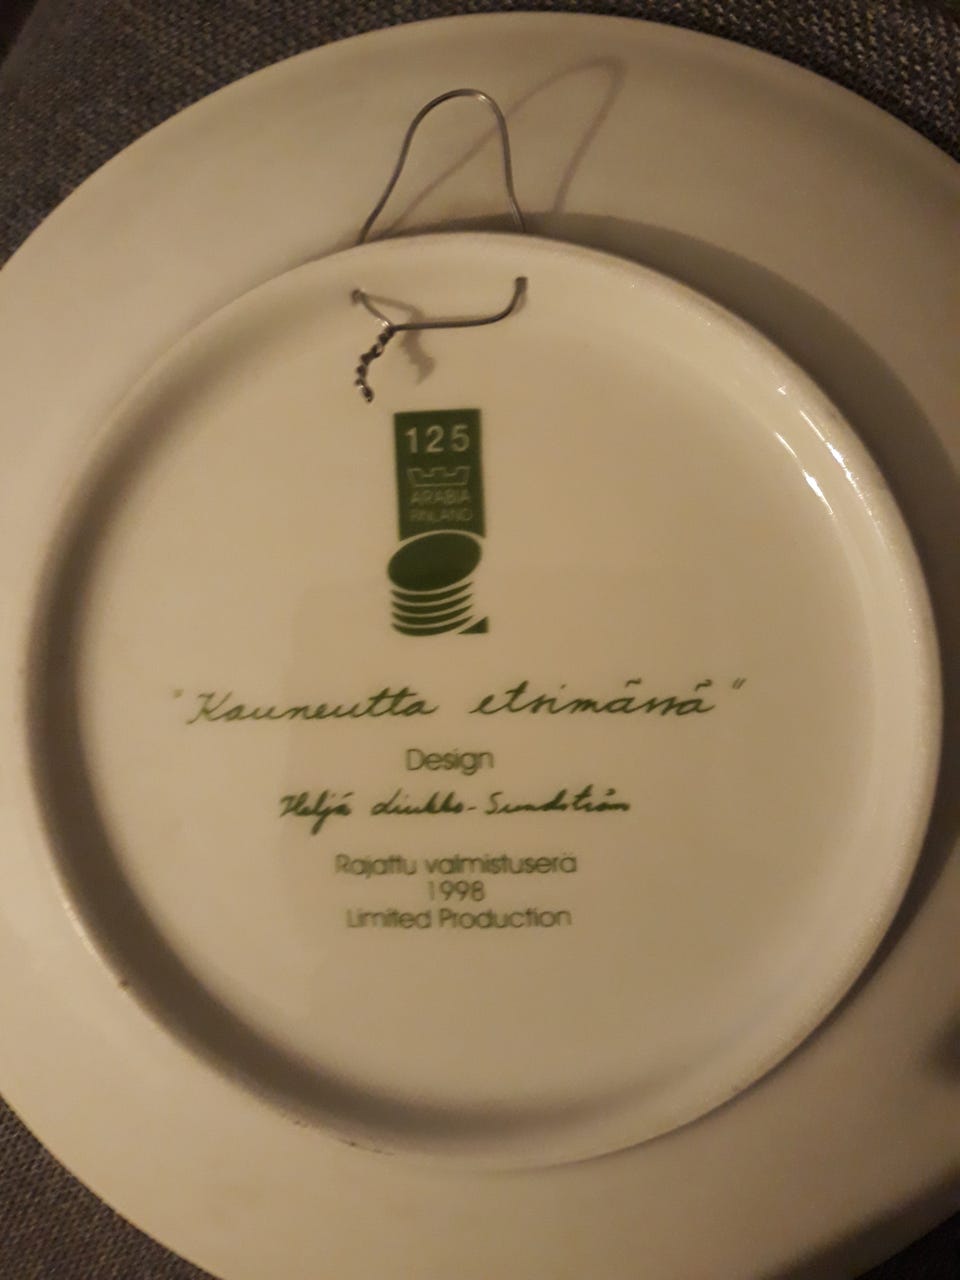 125
ARABIA
FINLAND
"Kauneutta etsimässä"
Design
Heljä Liukko-Sundström
Rajattu valmistuserä
1998
Limited Production